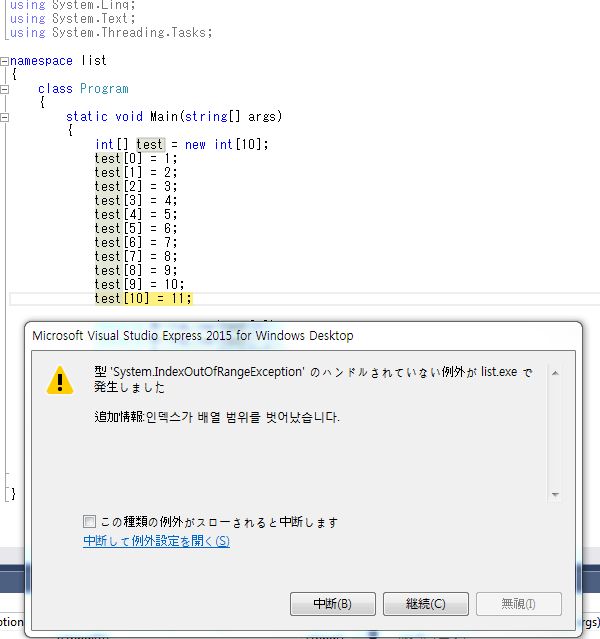 using System.Linq;
using System.Text;
using System.Threading.Tasks;
namespace list
{
class Program
{
static void Main(string[] args)
{
int[] test = new int[10];
test[0] = 1;
test[1] = 2;
test[2] = 3;
test[3] = 4;
test[4] = 5;
test[5] = 6;
test[6] = 7;
test[7] = 8;
test[8] = 9;
test[9] = 10;
test[10] = 11;
Microsoft Visual Studio Express 2015 for Windows Desktop
型 'System.IndexOutOfRangeException' のハンドルされていない例外が list.exe で
発生しました
追加情報:인덱스가 배열 범위를 벗어났습니다.
}
この種類の例外がスローされると中断します
中断して例外設定を開く(S)
中断(B)
継続(C)
無視(I)